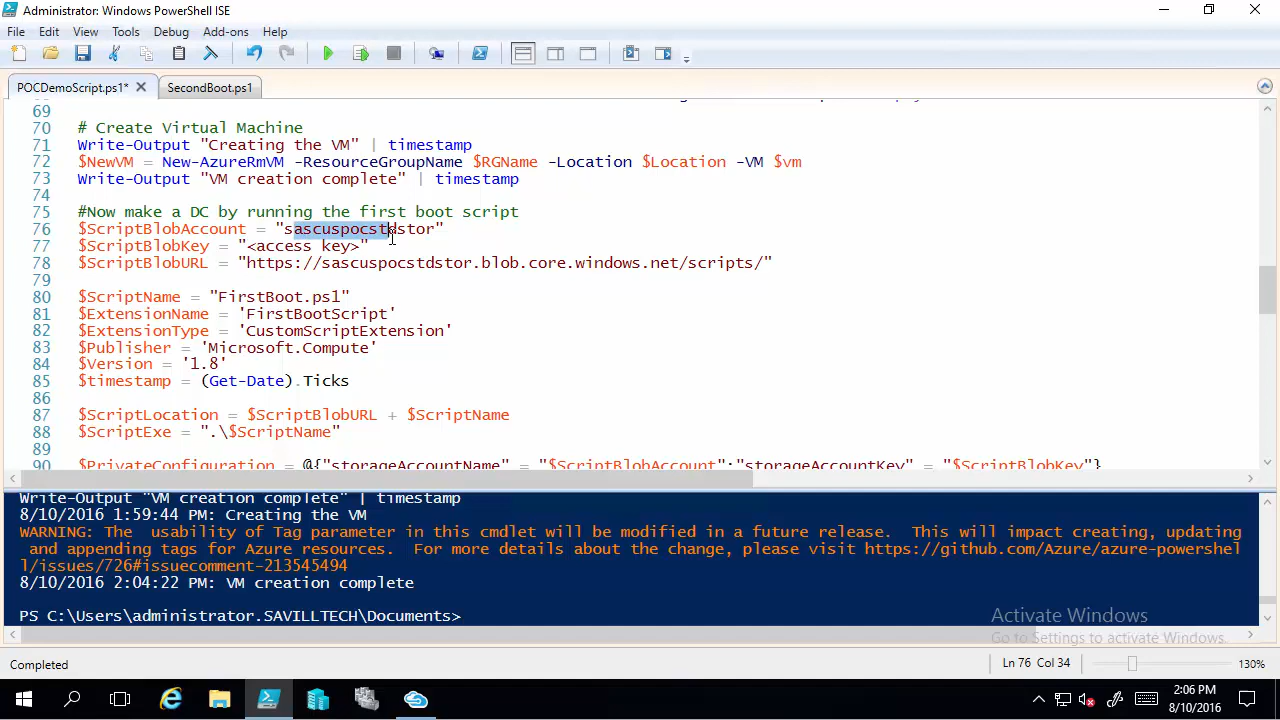 Administrator: Windows PowerShell ISE
File Edit View Tools Debug Add-ons Help
POCDemoScript.ps1* SecondBoot.ps1
69
70 # Create Virtual Machine
71 Write-Output "Creating the VM" | timestamp
72 $NewVM = New-AzureRmVM -ResourceGroupName $RGName -Location $Location -VM $vm
73 Write-Output "VM creation complete" | timestamp
74
75 #Now make a DC by running the first boot script
76 $ScriptBlobAccount = "sascuspocstdstor"
77 $ScriptBlobKey = "<access key>"
78 $ScriptBlobURL = "https://sascuspocstdstor.blob.core.windows.net/scripts/"
79
80 $ScriptName = "FirstBoot.ps1"
81 $ExtensionName = 'FirstBootScript'
82 $ExtensionType = 'CustomScriptExtension'
83 $Publisher = 'Microsoft.Compute'
84 $Version = '1.8'
85 $timestamp = (Get-Date).Ticks
86
87 $ScriptLocation = $ScriptBlobURL + $ScriptName
88 $ScriptExe = ".\$ScriptName"
89
90 $PrivateConfiguration = @{"storageAccountName" = "$ScriptBlobAccount";"storageAccountKey" = "$ScriptBlobKey"}
Write-Output "VM creation complete" | timestamp
8/10/2016 1:59:44 PM: Creating the VM
WARNING: The  usability of Tag parameter in this cmdlet will be modified in a future release.  This will impact creating, updating
 and appending tags for Azure resources.  For more details about the change, please visit https://github.com/Azure/azure-powershel
l/issues/726#issuecomment-213545494
8/10/2016 2:04:22 PM: VM creation complete
PS C:\Users\administrator.SAVILLTECH\Documents>
Activate Windows
Go to Settings to activate Windows.
Completed
Ln 76 Col 34
130%
2:06 PM
8/10/2016